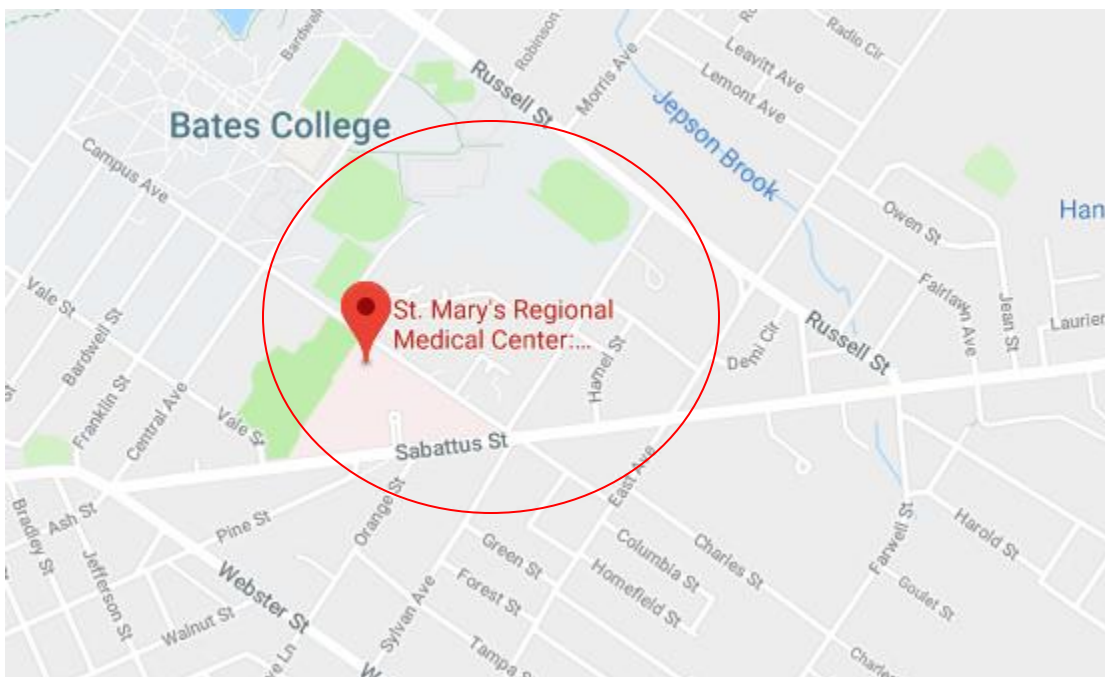 Bardwell
Robinson
Radio Cir
Leavitt Ave
Lemont Ave
Russell St
Morris Ave
Jepson Brook
Bates College
Campus Ave
Owen St
Han
Fairlawn Ave
Jean St
Laurier
Vale St
Bardwell St
St. Mary's Regional
Medical Center:...
Hamel St
Demi Cir
Russell St
Franklin St
Central Ave
Vale St
Sabattus St
East Ave
St
Bradley St
Ash St
Jefferson St
Pine St
Orange St
Webster St
Walnut St
Green St
Forest St
Sylvan Ave
Columbia St
Homefield St
Charles St
Farwell St
Harold St
Goulet St
Tampa S
Charle
e Ln
W